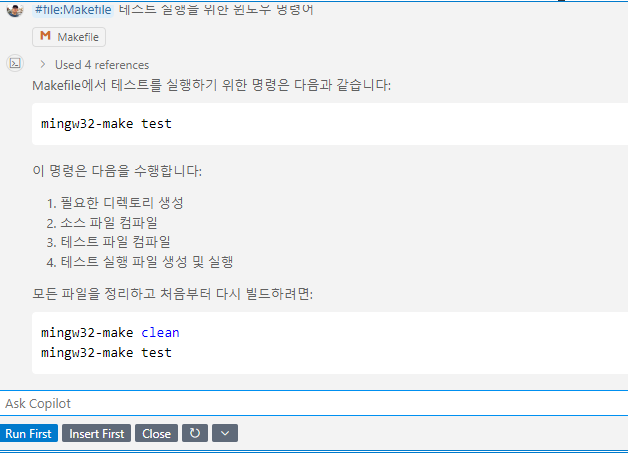 #file:Makefile 테스트 실행을 위한 윈도우 명령어
Makefile
Used 4 references
Makefile에서 테스트를 실행하기 위한 명령은 다음과 같습니다:
mingw32-make test
이 명령은 다음을 수행합니다:
1. 필요한 디렉토리 생성
2. 소스 파일 컴파일
3. 테스트 파일 컴파일
4. 테스트 실행 파일 생성 및 실행
모든 파일을 정리하고 처음부터 다시 빌드하려면:
mingw32-make clean
mingw32-make test
Ask Copilot
Run First Insert First Close